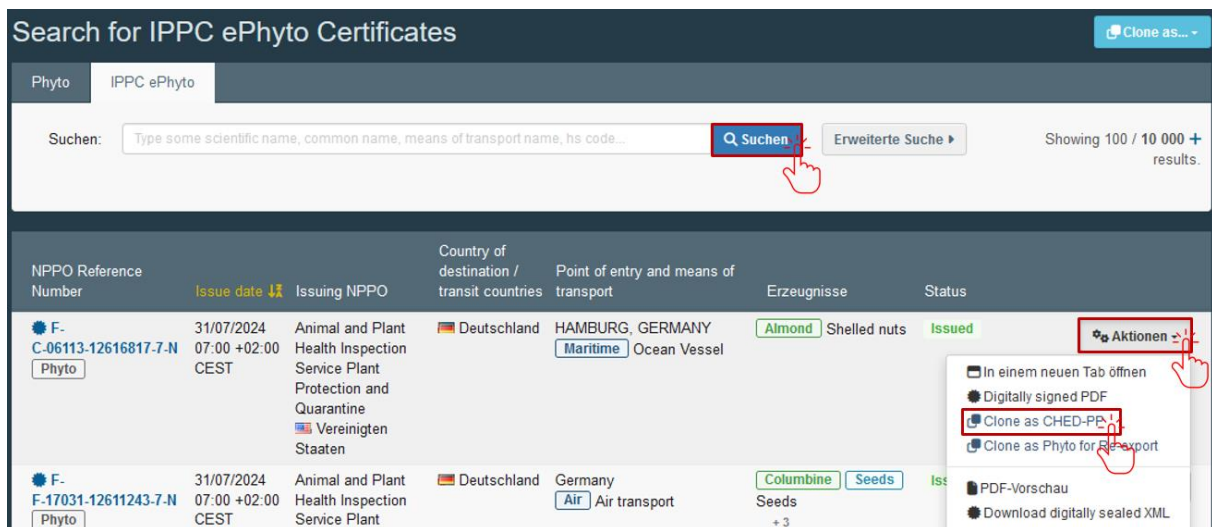 Search for IPPC ePhyto Certificates
Clone as...
Phyto
IPPC ePhyto
Suchen:
Type some scientific name, common name, means of transport name, hs code...
Suchen
Erweiterte Suche
Showing 100 / 10 000 +
results.
NPPO Reference
Number
Issue date
Issuing NPPO
Country of
destination /
transit countries
Point of entry and means of
transport
Erzeugnisse
Status
F-
C-06113-12616817-7-N
Phyto
31/07/2024
07:00 +02:00
CEST
Animal and Plant
Health Inspection
Service Plant
Protection and
Quarantine
Vereinigten
Staaten
Deutschland
HAMBURG, GERMANY
Maritime Ocean Vessel
Almond Shelled nuts
Issued
Aktionen
In einem neuen Tab öffnen
Digitally signed PDF
Clone as CHED-PP
Clone as Phyto for Re-export
PDF-Vorschau
Download digitally sealed XML
F-
F-17031-12611243-7-N
Phyto
31/07/2024
07:00 +02:00
CEST
Animal and Plant
Health Inspection
Service Plant
Deutschland
Germany
Air Air transport
Columbine Seeds
Seeds
+ 3